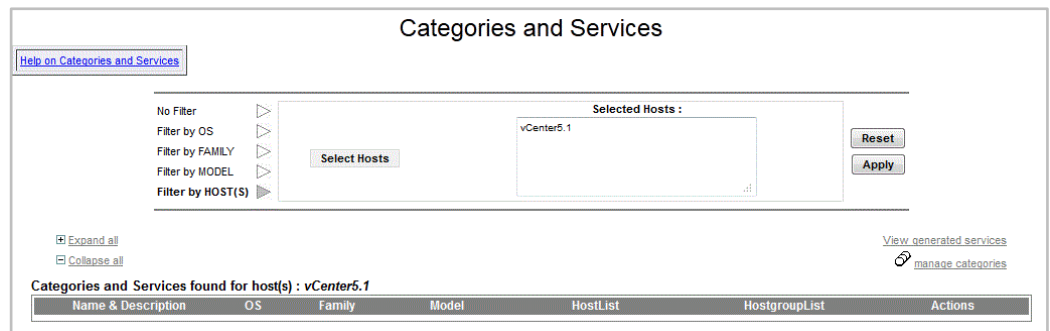 Categories and Services
Help on Categories and Services
No Filter
Filter by OS
Filter by FAMILY
Filter by MODEL
Filter by HOST(S)
Select Hosts
Selected Hosts :
vCenter5.1
Reset
Apply
Expand all
Collapse all
View generated services
manage categories
Categories and Services found for host(s) : vCenter5.1
Name & Description OS Family Model HostList HostgroupList Actions